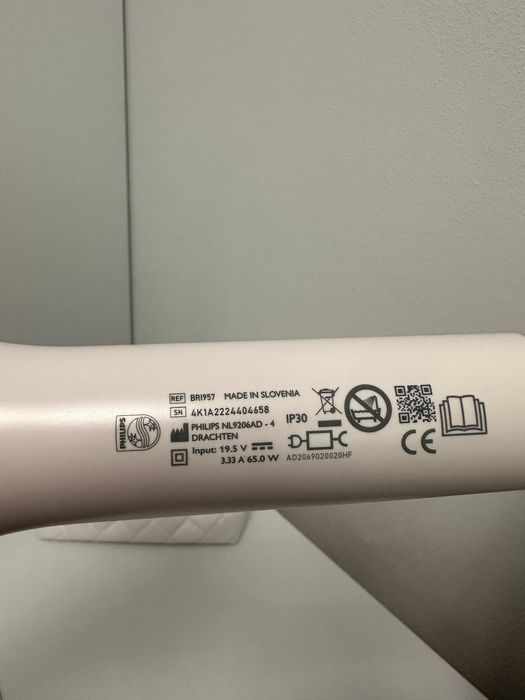 PHILIPS
REF BRI957 MADE IN SLOVENIA
SN 4K1A2224404658
PHILIPS NL9206AD - 4
DRACHTEN
Input: 19.5 V
3.33 A 65.0 W
IP30
AD2069020020HF
CE